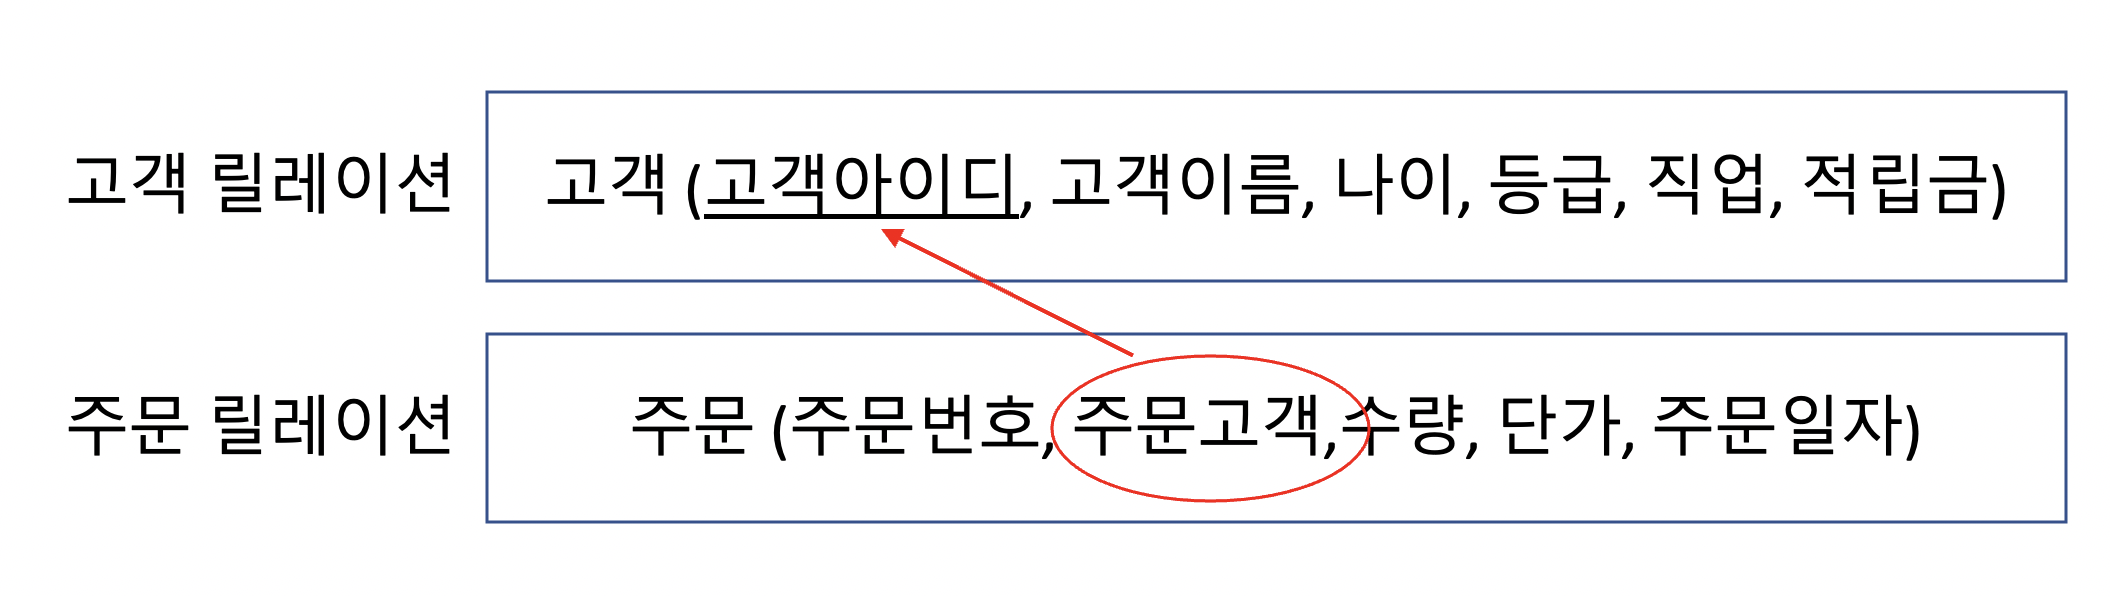 고객 릴레이션
고객 (고객아이디, 고객이름, 나이, 등급, 직업, 적립금)
주문 릴레이션
주문 (주문번호, 주문고객,수량, 단가, 주문일자)